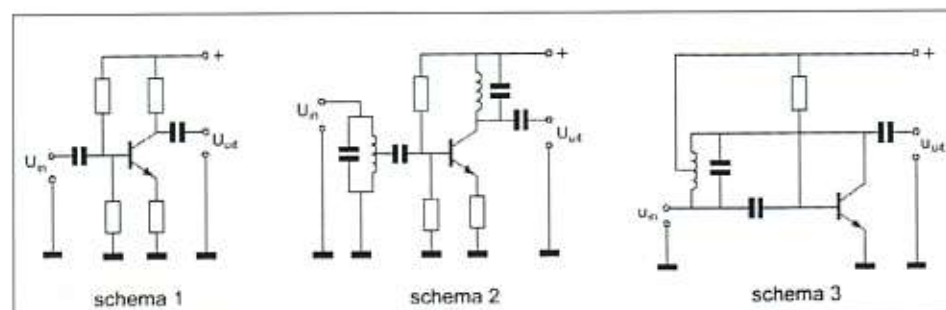 +
+
+
U_in
U_uit
U_in
U_uit
U_in
U_uit
schema 1
schema 2
schema 3